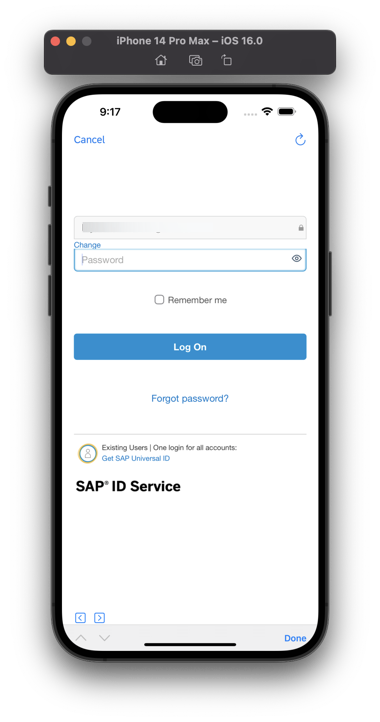 iPhone 14 Pro Max – iOS 16.0
9:17
Cancel
Change
Password
Remember me
Log On
Forgot password?
Existing Users | One login for all accounts:
Get SAP Universal ID
SAP® ID Service
Done